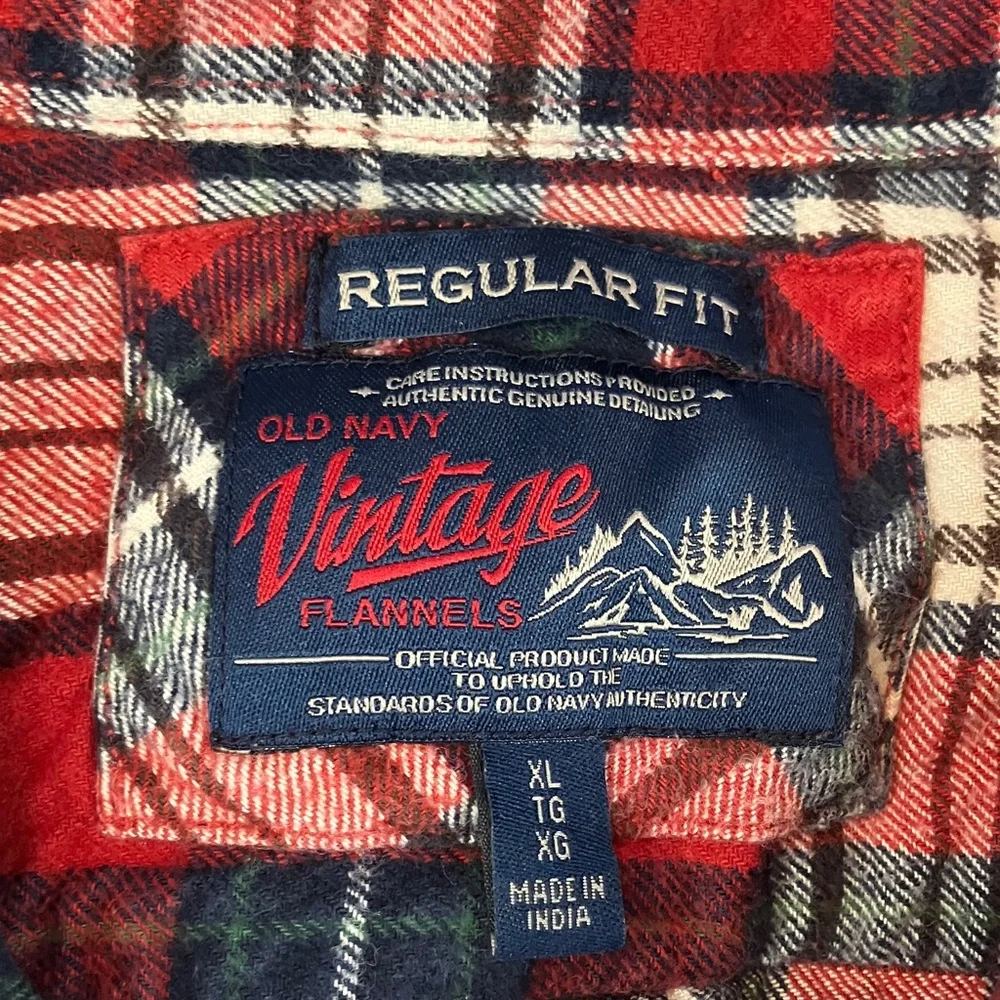 REGULAR FIT
CARE INSTRUCTIONS PROVIDED
AUTHENTIC GENUINE DETAILING
OLD NAVY
Vintage
FLANNELS
OFFICIAL PRODUCT MADE
TO UPHOLD THE
STANDARDS OF OLD NAVY AUTHENTICITY
XL
TG
XG
MADE IN
INDIA